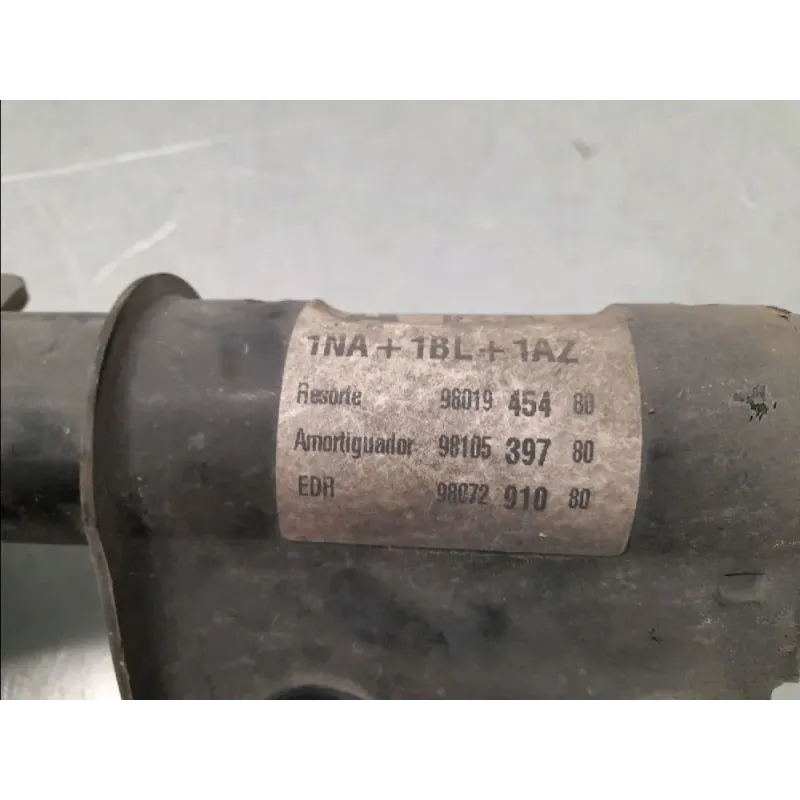 1NA + 1BL + 1AZ
Resorte 98019 454 80
Amortiguador 98105 397 80
EDR 98072 910 80